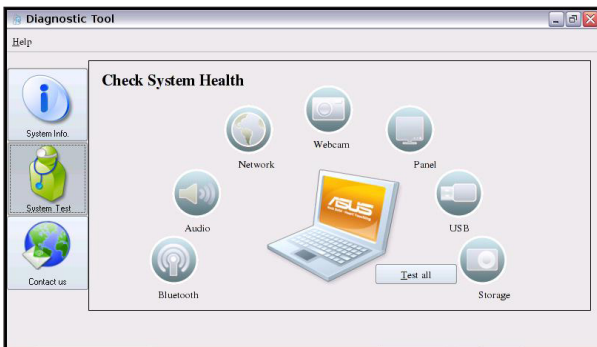 Diagnostic Tool
Help
System Info.
System Test
Contact us
Check System Health
Webcam
Network
Panel
Audio
USB
Bluetooth
Storage
Test all
ASUS